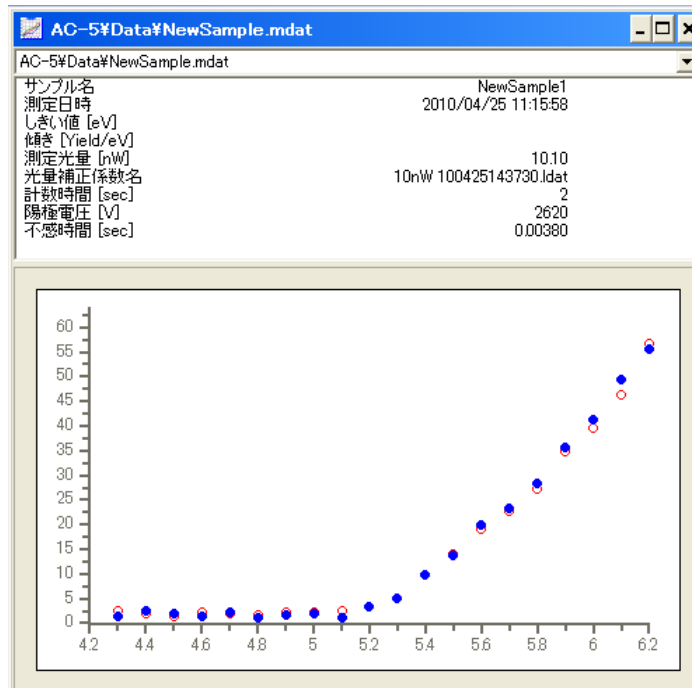 AC-5¥Data¥NewSample.mdat
AC-5¥Data¥NewSample.mdat
サンプル名 NewSample1
測定日時 2010/04/25 11:15:58
しきい値 [eV]
傾き [Yield/eV]
測定光量 [nW] 10.10
光量補正係数名 10nW 100425143730.ldat
計数時間 [sec] 2
陽極電圧 [V] 2620
不感時間 [sec] 0.00380
60
55
50
45
40
35
30
25
20
15
10
5
0
4.2 4.4 4.6 4.8 5 5.2 5.4 5.6 5.8 6 6.2